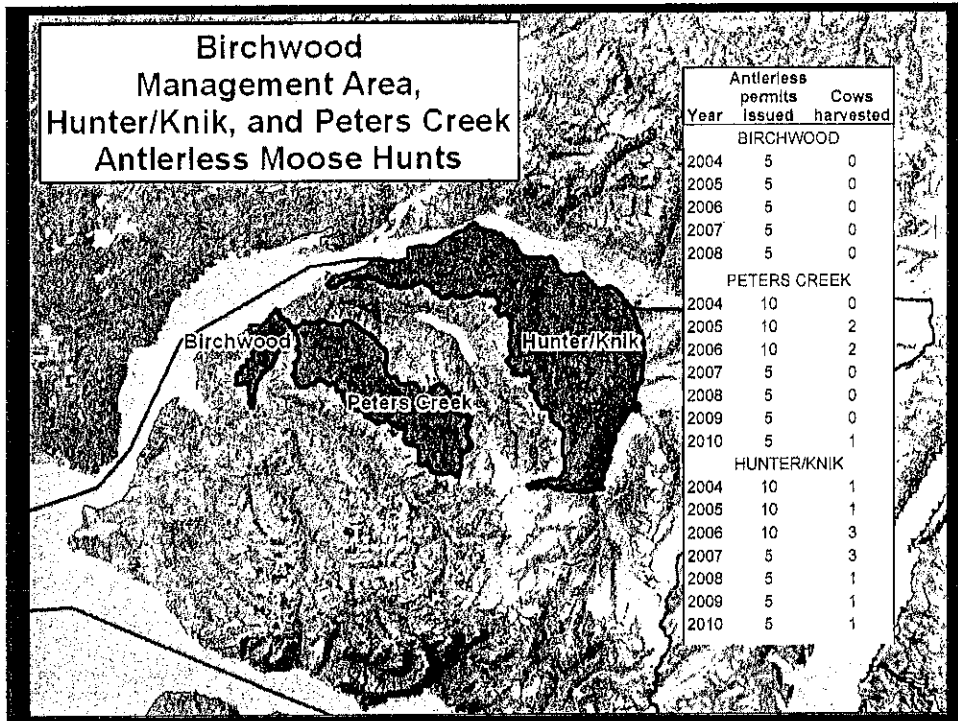 Birchwood
Management Area,
Hunter/Knik, and Peters Creek
Antlerless Moose Hunts
Antlerless
permits Cows
Year issued harvested
BIRCHWOOD
2004 5 0
2005 5 0
2006 5 0
2007 5 0
2008 5 0
PETERS CREEK
2004 10 0
2005 10 2
2006 10 2
2007 5 0
2008 5 0
2009 5 0
2010 5 1
HUNTER/KNIK
2004 10 1
2005 10 1
2006 10 3
2007 5 3
2008 5 1
2009 5 1
2010 5 1
Birchwood
Hunter/Knik
Peters Creek